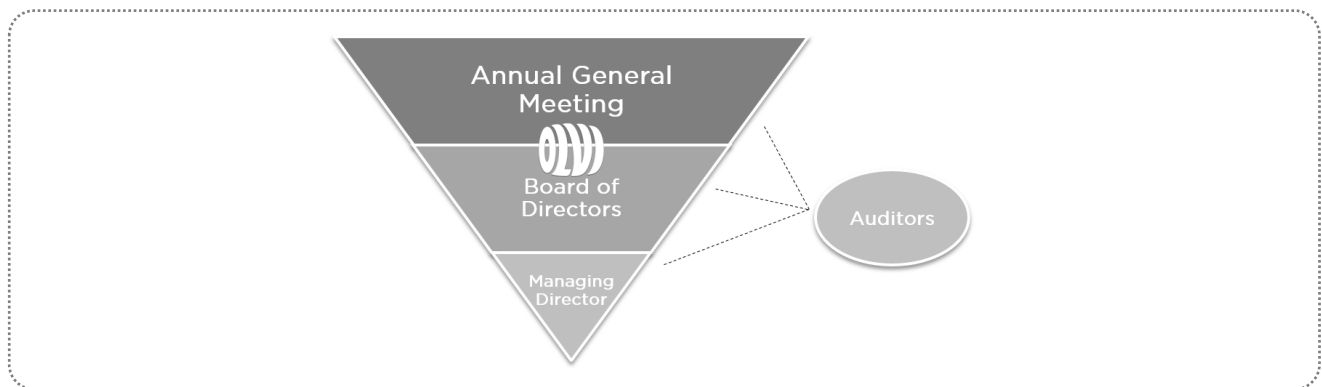 Annual General
Meeting
OLVI
Board of
Directors
Auditors
Managing
Director